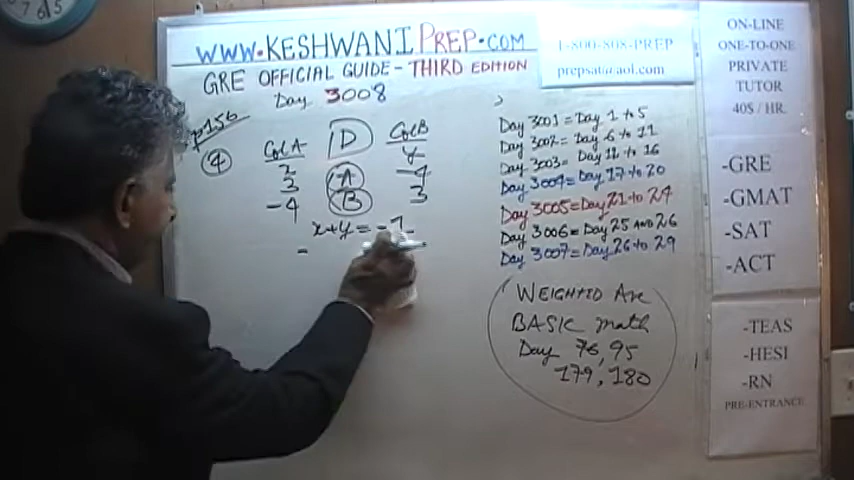 WWW.KESHWANIPREP.COM
GRE OFFICIAL GUIDE - THIRD EDITION
Day 3008
1-800-808-PREP
prepsat@aol.com
p156
4
Col A D Col B
y
3 A -4
-4 B 3
x+y = -1
-
Day 3001 = Day 1 to 5
Day 3002 = Day 6 to 11
Day 3003 = Day 12 to 16
Day 3004 = Day 17 to 20
Day 3005 = Day 21 to 24
Day 3006 = Day 25 AND 26
Day 3007 = Day 26 to 29
WEIGHTED Ave
BASIC math
Day 76, 95
179, 180
ON-LINE
ONE-TO-ONE
PRIVATE
TUTOR
40$ / HR.
-GRE
-GMAT
-SAT
-ACT
-TEAS
-HESI
-RN
PRE-ENTRANCE